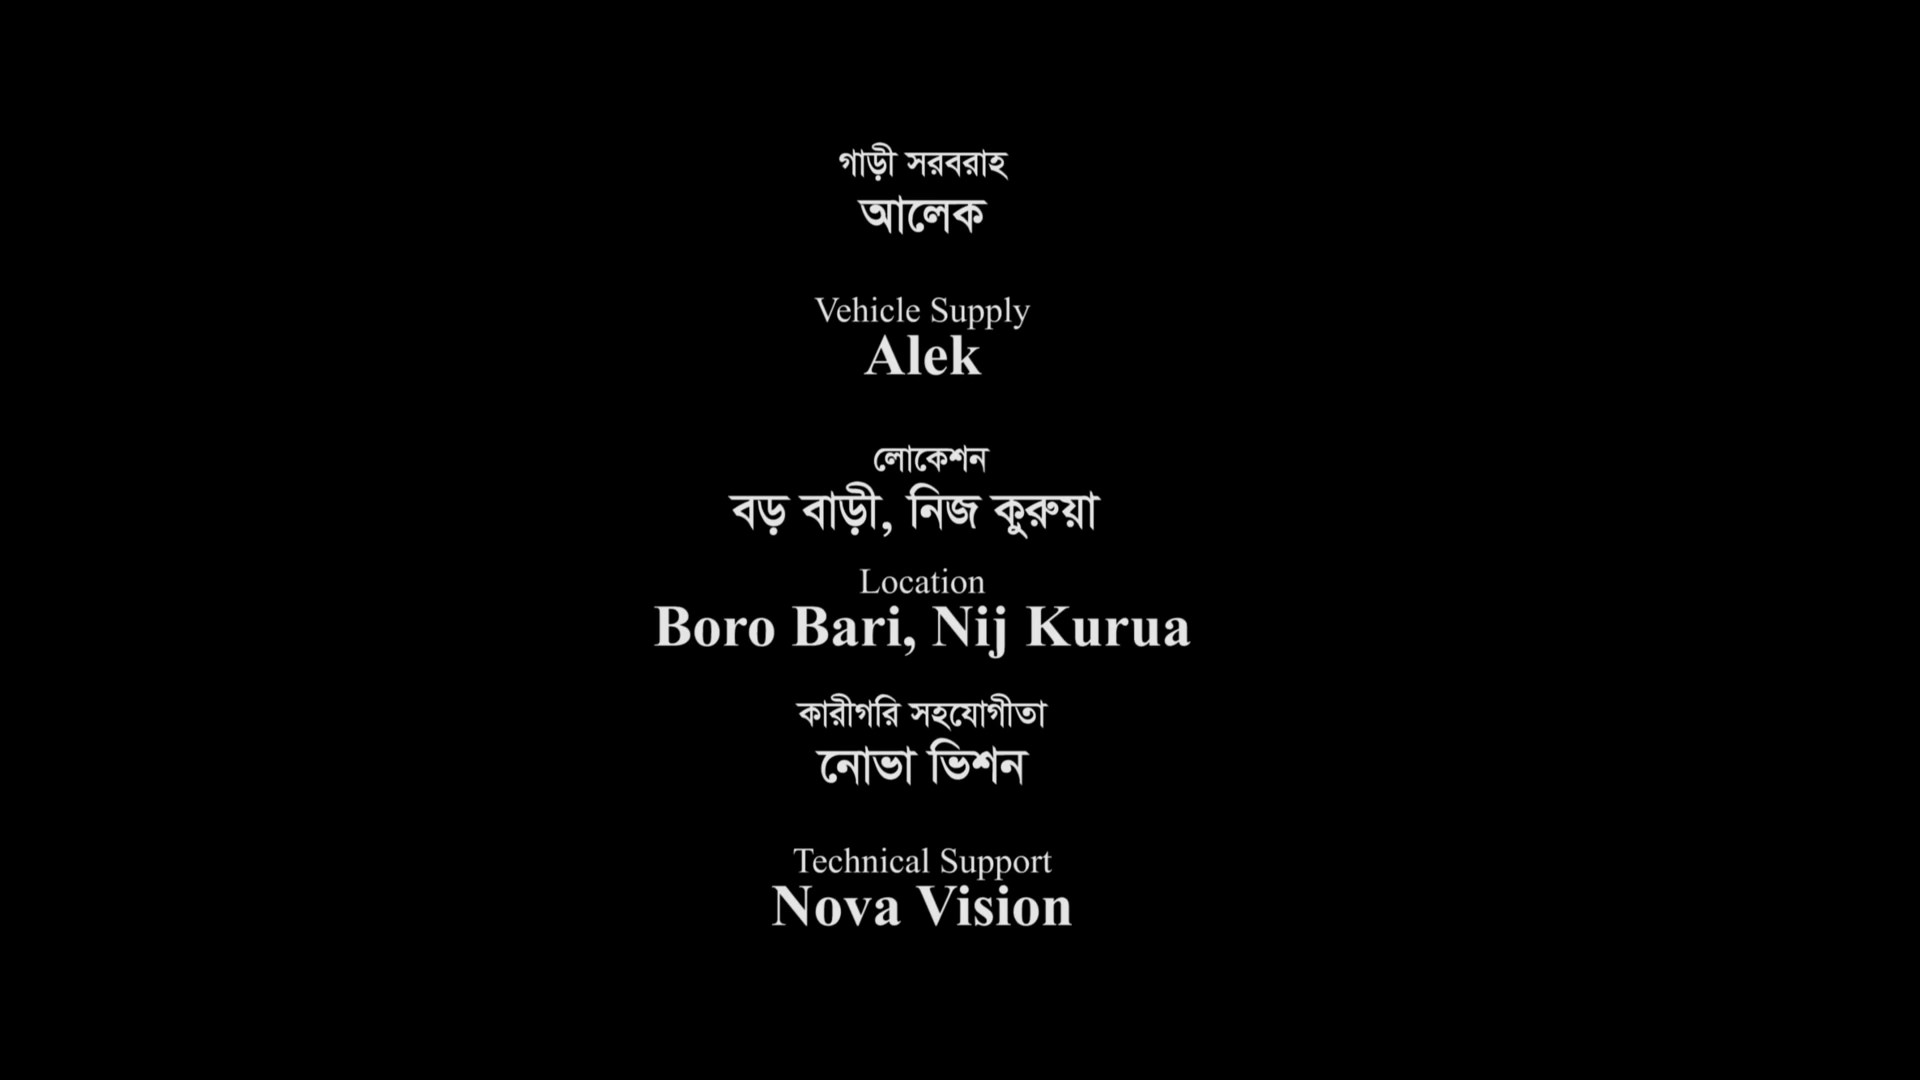 গাড়ী সরবরাহ
আলেক
Vehicle Supply
Alek
লোকেশন
বড় বাড়ী, নিজ কুরুয়া
Location
Boro Bari, Nij Kurua
কারীগরি সহযোগীতা
নোভা ভিশন
Technical Support
Nova Vision